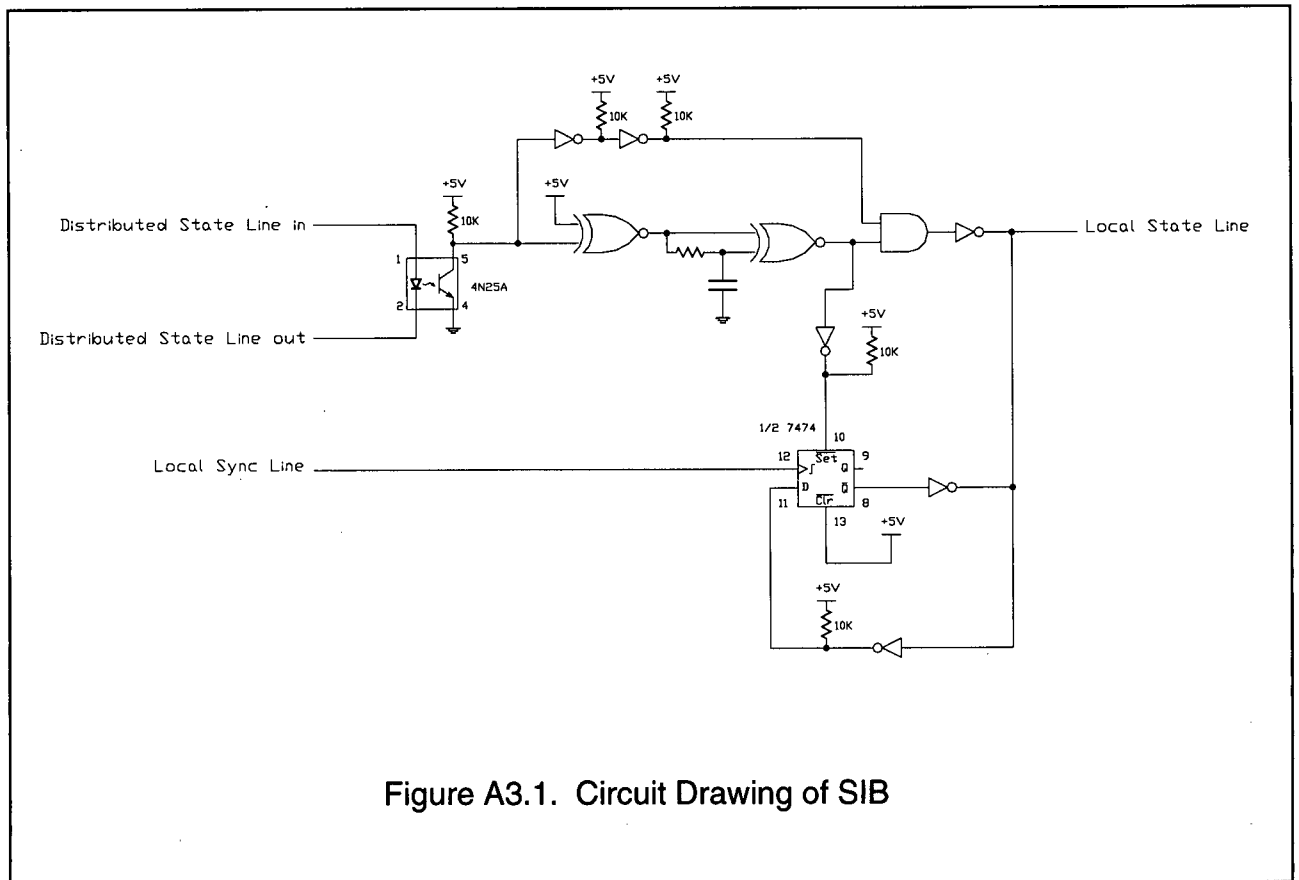 +5V
+5V
10K
10K
+5V
+5V
10K
Distributed State Line in
Local State Line
1
5
4N25A
2
4
+5V
Distributed State Line out
10K
1/2 7474
10
12
Set
Q
9
Local Sync Line
D
Q
11
Clr
8
13
+5V
+5V
10K
Figure A3.1. Circuit Drawing of SIB